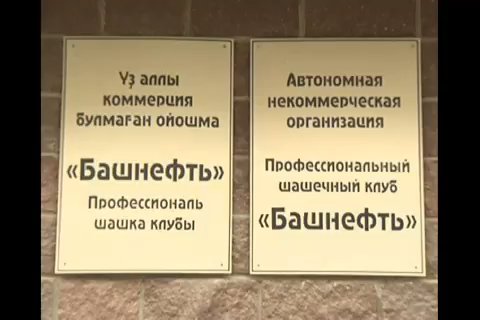 Үҙ аллы
коммерция
булмаған ойошма
«Башнефть»
Профессиональ
шашка клубы
Автономная
некоммерческая
организация
Профессиональный
шашечный клуб
«Башнефть»